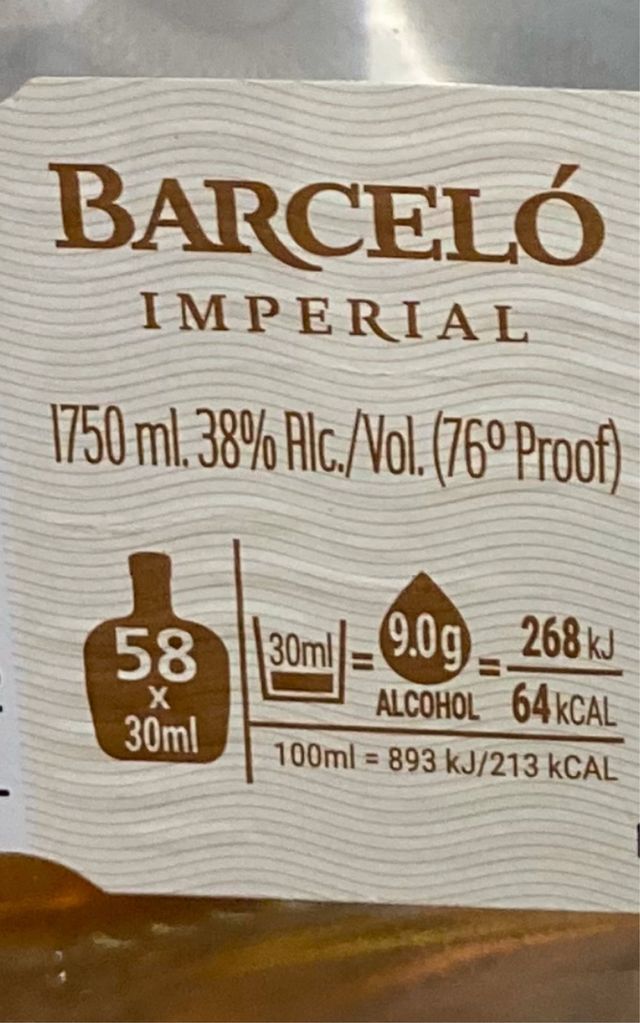 BARCELÓ
IMPERIAL
1750 ml. 38% Alc./Vol. (76º Proof)
58
x
30ml
30ml = 9.0g = 268 kJ
ALCOHOL 64 kCAL
100ml = 893 kJ/213 kCAL